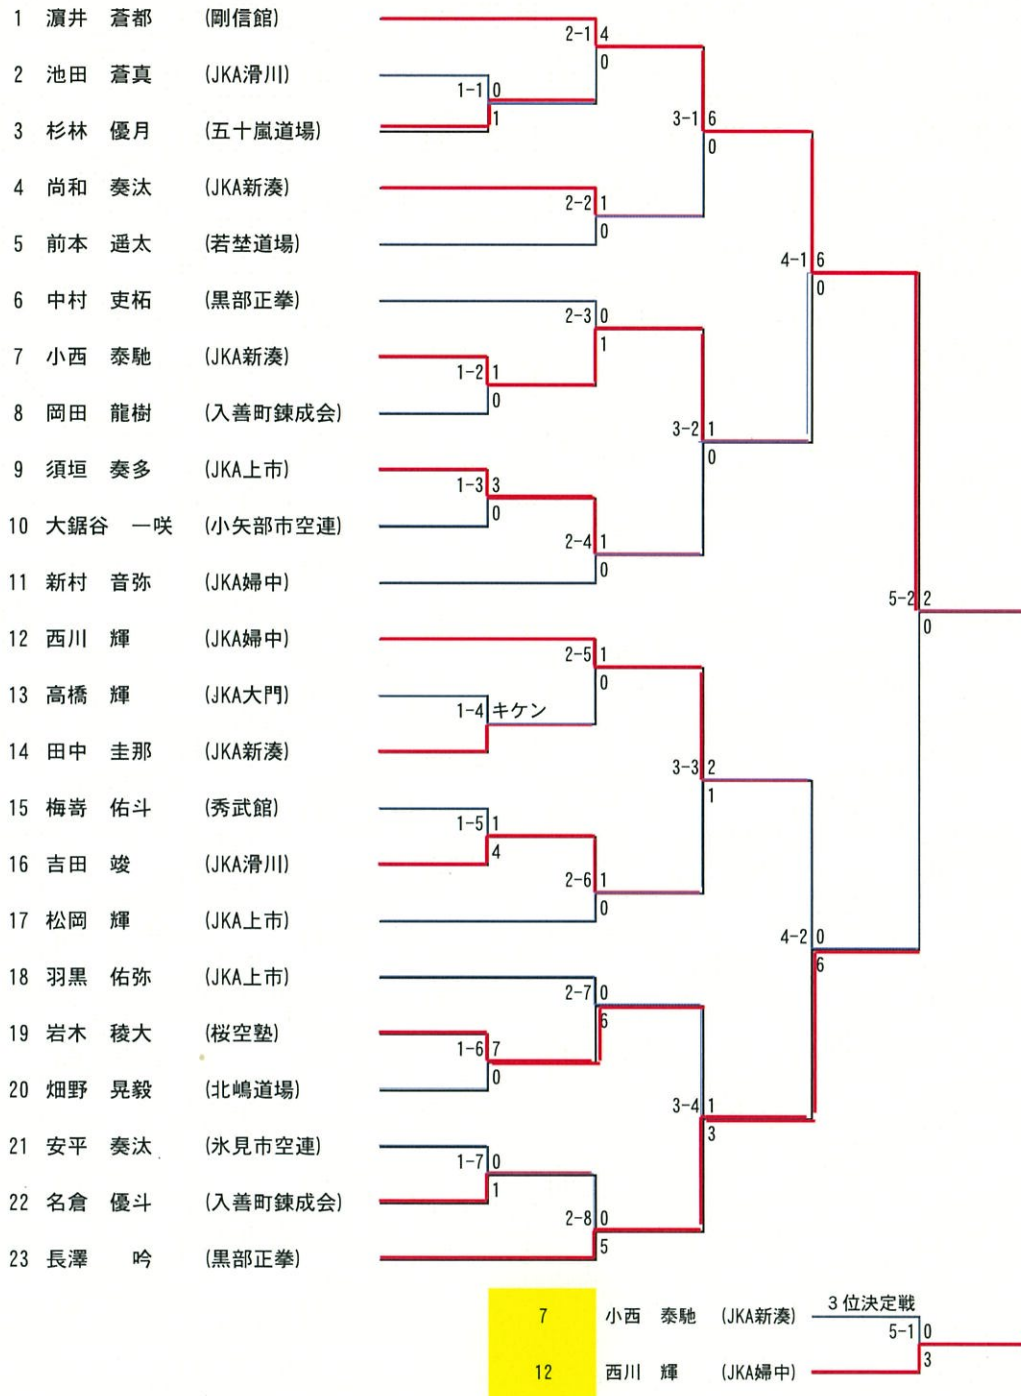 1 濵井 蒼都 (剛信館)
2-1 4
0
2 池田 蒼真 (JKA滑川)
1-1 0
1
3 杉林 優月 (五十嵐道場)
3-1 6
0
4 尚和 奏汰 (JKA新湊)
2-2 1
0
5 前本 遥太 (若埜道場)
4-1 6
0
6 中村 吏柘 (黒部正拳)
2-3 0
1
7 小西 泰馳 (JKA新湊)
1-2 1
0
8 岡田 龍樹 (入善町錬成会)
3-2 1
0
9 須垣 奏多 (JKA上市)
1-3 3
0
10 大鋸谷 一咲 (小矢部市空連)
2-4 1
0
11 新村 音弥 (JKA婦中)
5-2 2
0
12 西川 輝 (JKA婦中)
2-5 1
0
13 高橋 輝 (JKA大門)
1-4 キケン
14 田中 圭那 (JKA新湊)
3-3 2
1
15 梅嵜 佑斗 (秀武館)
1-5 1
4
16 吉田 竣 (JKA滑川)
2-6 1
0
17 松岡 輝 (JKA上市)
4-2 0
6
18 羽黒 佑弥 (JKA上市)
2-7 0
6
19 岩木 稜大 (桜空塾)
1-6 7
0
20 畑野 晃毅 (北嶋道場)
3-4 1
3
21 安平 奏汰 (氷見市空連)
1-7 0
1
22 名倉 優斗 (入善町錬成会)
2-8 0
5
23 長澤 吟 (黒部正拳)
3位決定戦
7 小西 泰馳 (JKA新湊)
5-1 0
3
12 西川 輝 (JKA婦中)